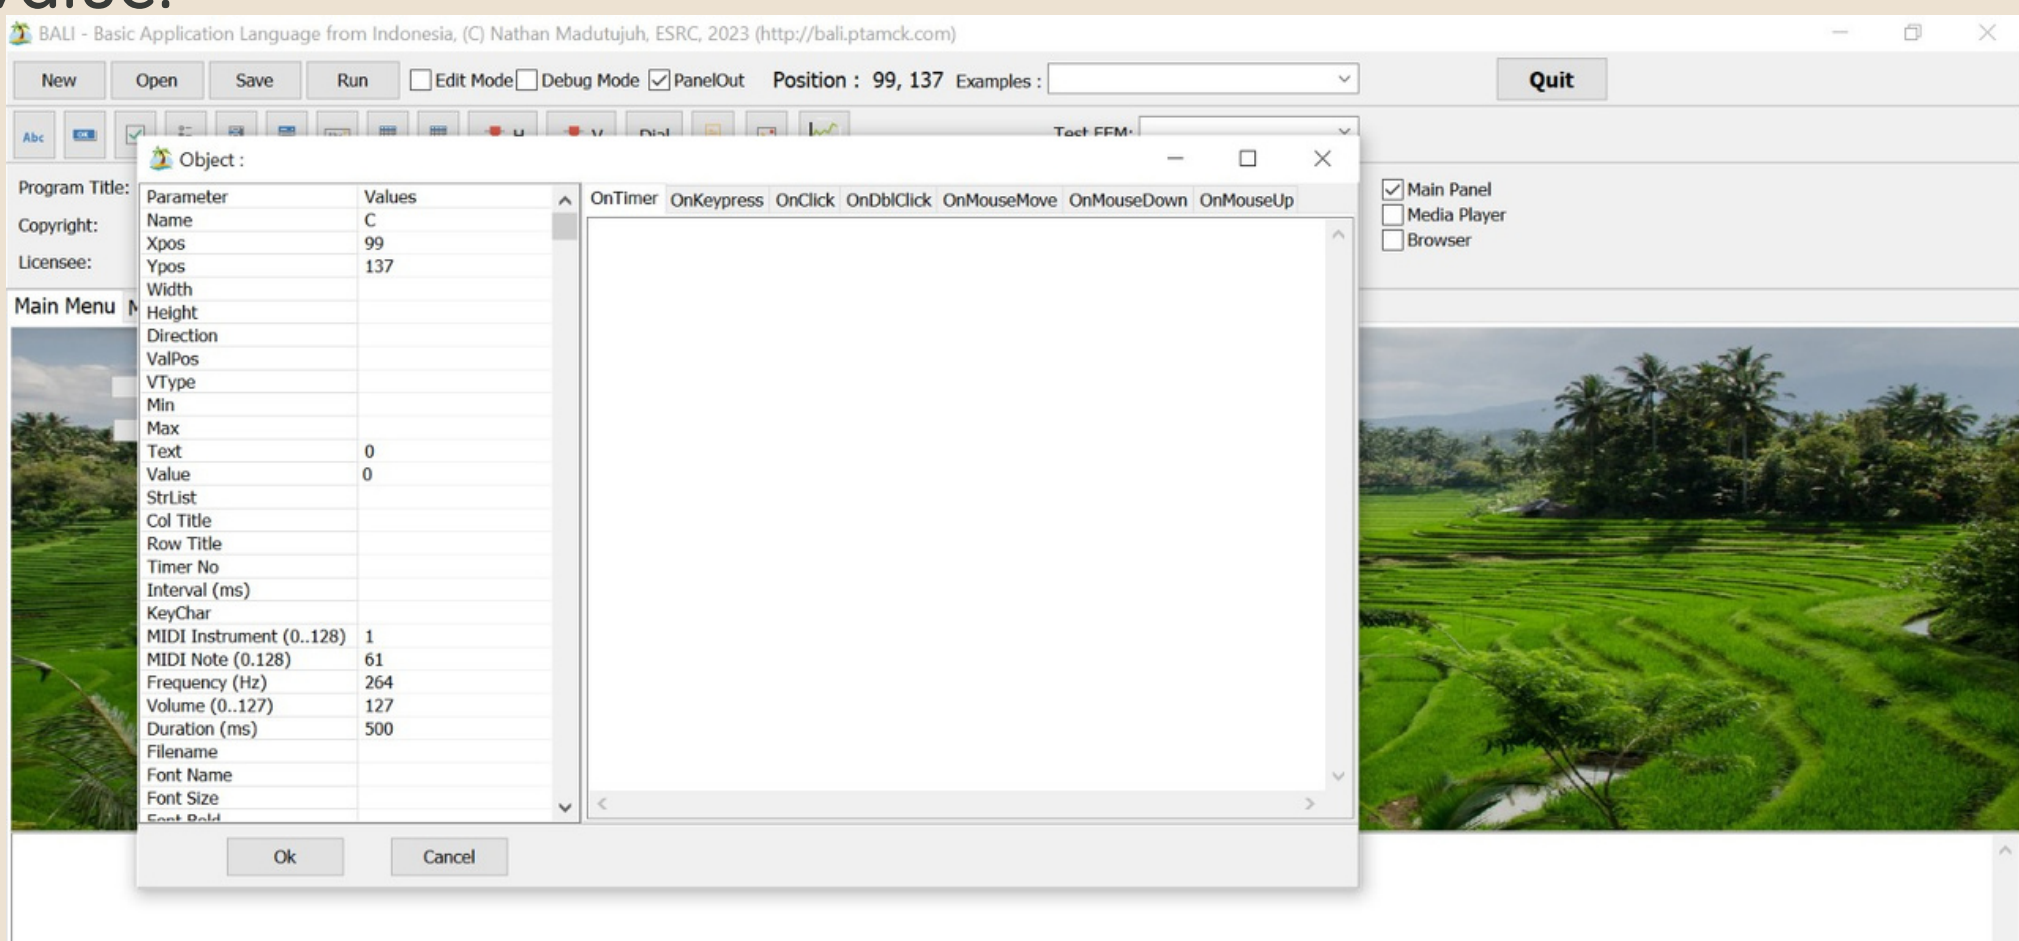 BALI - Basic Application Language from Indonesia, (C) Nathan Madutujuh, ESRC, 2023 (http://bali.ptamck.com)
New Open Save Run Edit Mode Debug Mode PanelOut Position : 99, 137 Examples : Quit
Abc OK H V Dial Test FEM:
Object :
Program Title:
Copyright:
Licensee:
Main Menu
Parameter Values
Name C
Xpos 99
Ypos 137
Width
Height
Direction
ValPos
VType
Min
Max
Text 0
Value 0
StrList
Col Title
Row Title
Timer No
Interval (ms)
KeyChar
MIDI Instrument (0..128) 1
MIDI Note (0.128) 61
Frequency (Hz) 264
Volume (0..127) 127
Duration (ms) 500
Filename
Font Name
Font Size
Font Bold
OnTimer OnKeypress OnClick OnDblClick OnMouseMove OnMouseDown OnMouseUp
Main Panel
Media Player
Browser
Ok Cancel